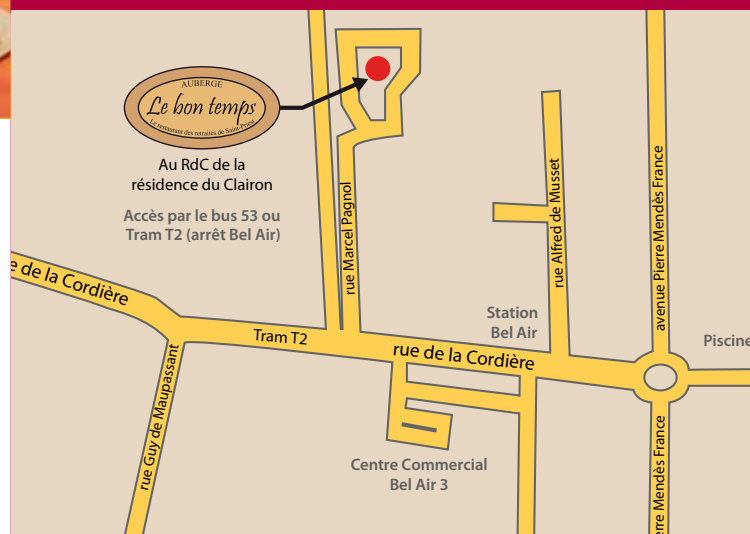 AUBERGE
Le bon temps
Le restaurant des retraités de Saint-Priest
Au RdC de la
résidence du Clairon
Accès par le bus 53 ou
Tram T2 (arrêt Bel Air)
rue Marcel Pagnol
rue Alfred de Musset
avenue Pierre Mendès France
e de la Cordière
Tram T2
rue de la Cordière
Station
Bel Air
Piscine
rue Guy de Maupassant
Centre Commercial
Bel Air 3
erre Mendès France